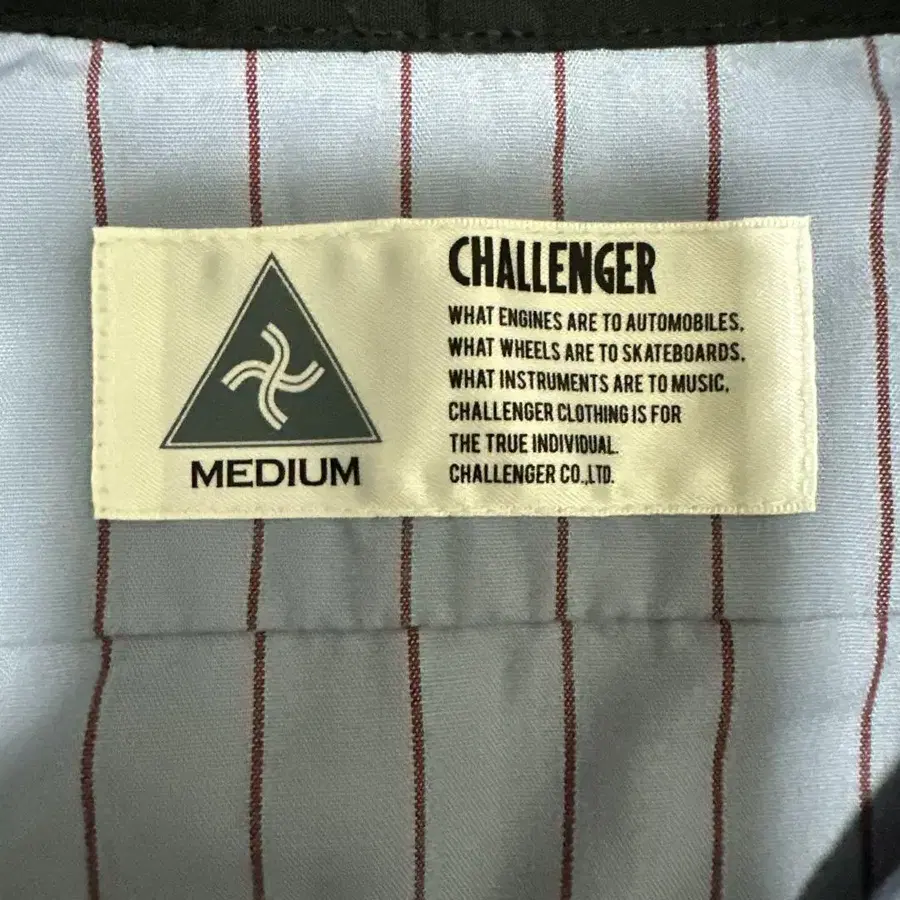 MEDIUM
CHALLENGER
WHAT ENGINES ARE TO AUTOMOBILES,
WHAT WHEELS ARE TO SKATEBOARDS,
WHAT INSTRUMENTS ARE TO MUSIC,
CHALLENGER CLOTHING IS FOR
THE TRUE INDIVIDUAL.
CHALLENGER CO.,LTD.